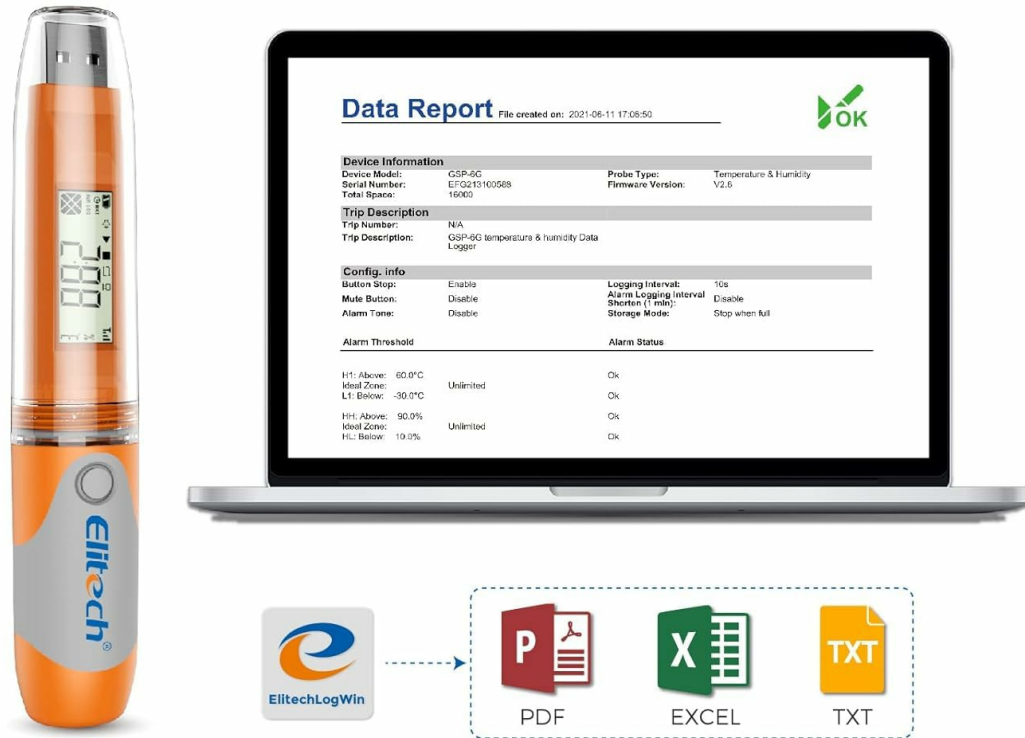 Data Report File created on: 2021-06-11 17:06:50
OK
Device Information
Device Model: GSP-6G Probe Type: Temperature & Humidity
Serial Number: EFG213100589 Firmware Version: V2.6
Total Space: 16000
Trip Description
Trip Number: N/A
Trip Description: GSP-6G temperature & humidity Data
Logger
Config. info
Button Stop: Enable Logging Interval: 10s
Mute Button: Disable Alarm Logging Interval
Shorten (1 min): Disable
Alarm Tone: Disable Storage Mode: Stop when full
Alarm Threshold Alarm Status
H1: Above: 60.0°C Ok
Ideal Zone: Unlimited
L1: Below: -30.0°C Ok
HH: Above: 90.0% Ok
Ideal Zone: Unlimited
HL: Below: 10.0% Ok
Elitech®
ElitechLogWin
P
X
TXT
PDF EXCEL TXT